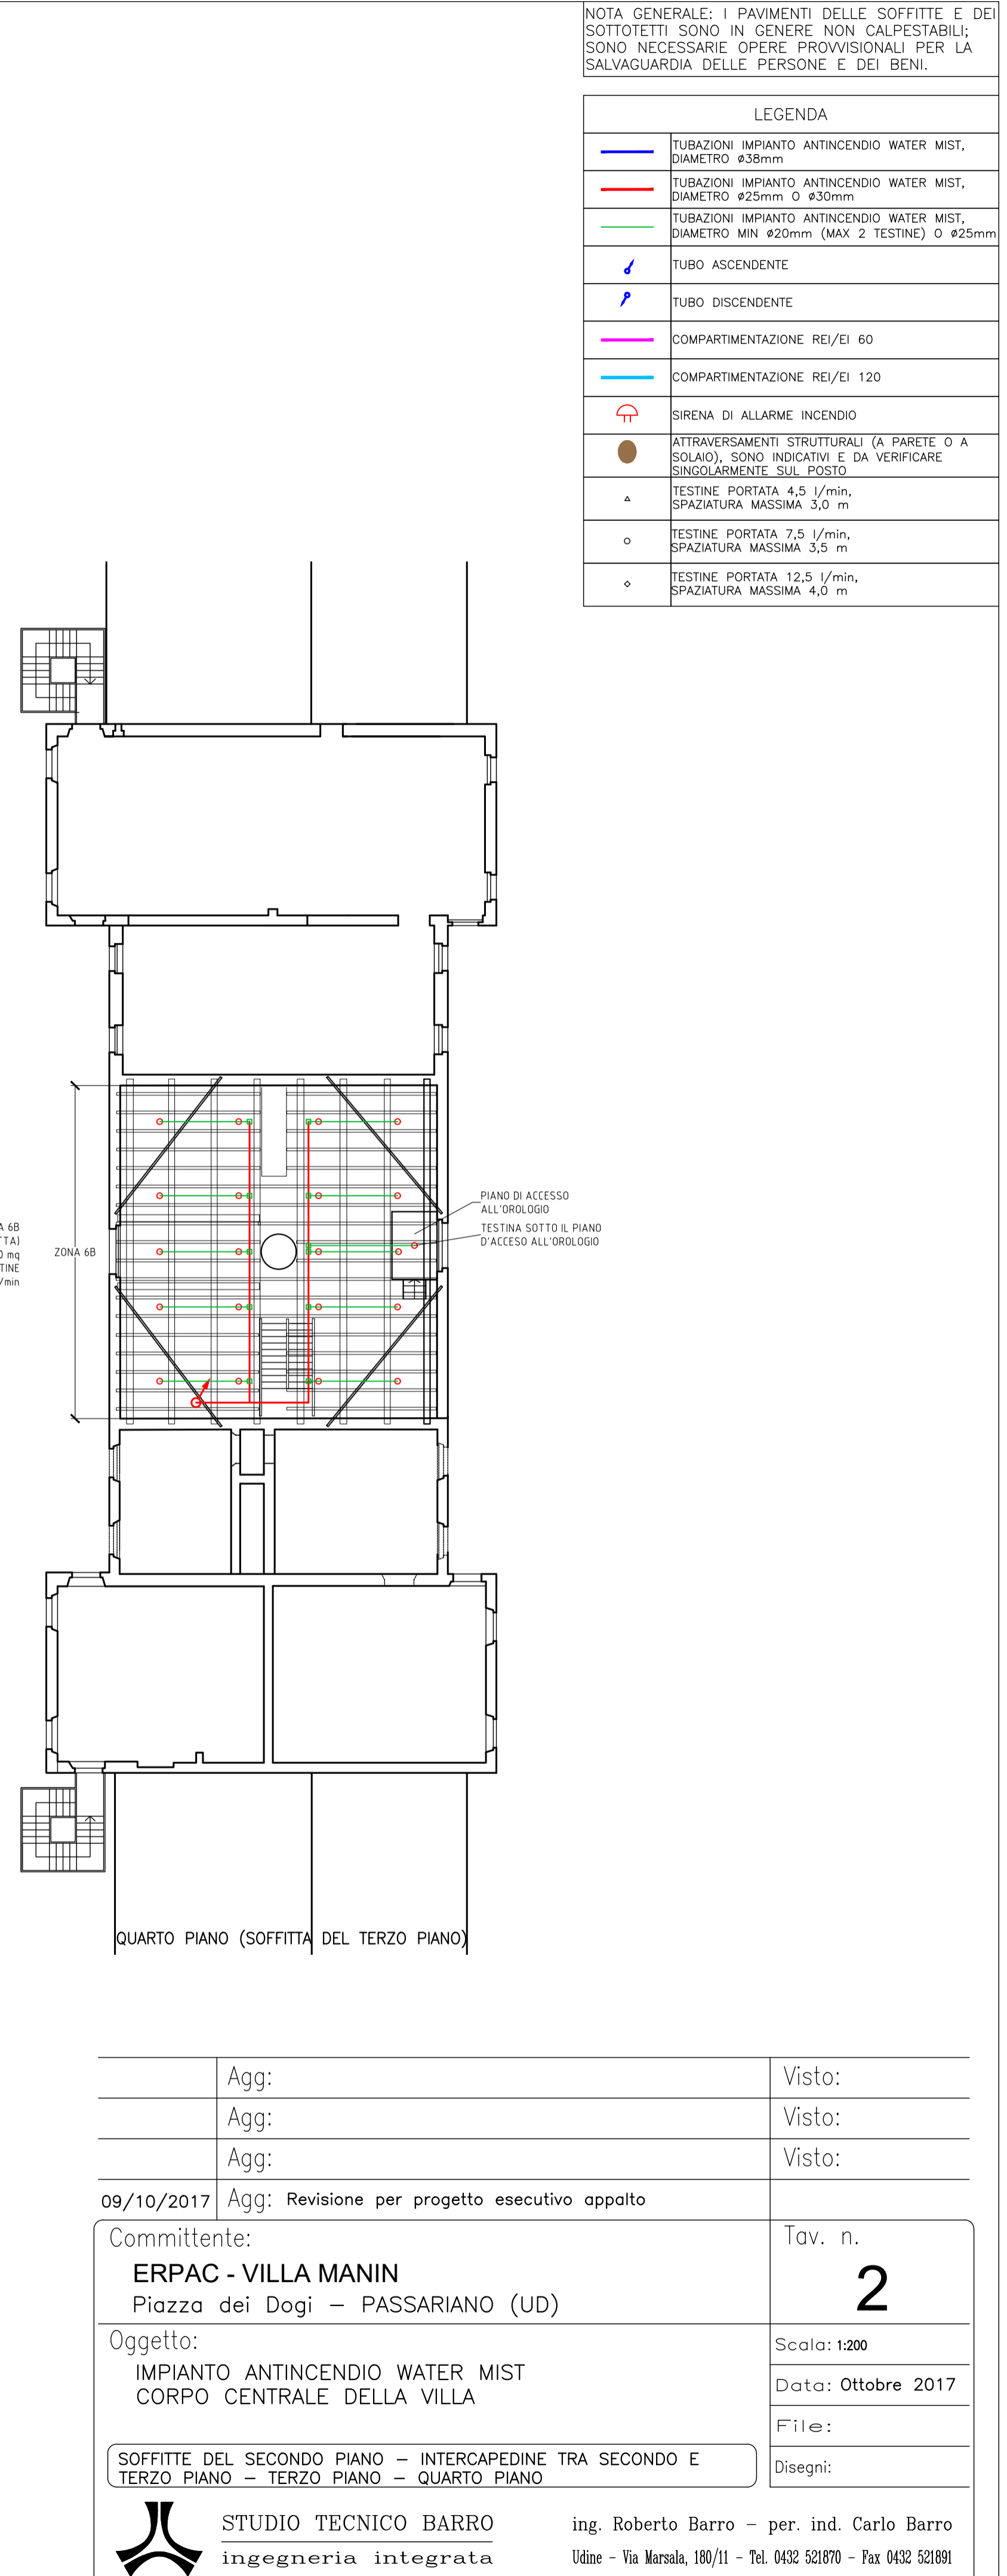 NOTA GENERALE: I PAVIMENTI DELLE SOFFITTE E DEI
SOTTOTETTI SONO IN GENERE NON CALPESTABILI;
SONO NECESSARIE OPERE PROVVISIONALI PER LA
SALVAGUARDIA DELLE PERSONE E DEI BENI.
LEGENDA
TUBAZIONI IMPIANTO ANTINCENDIO WATER MIST,
DIAMETRO ø38mm
TUBAZIONI IMPIANTO ANTINCENDIO WATER MIST,
DIAMETRO ø25mm O ø30mm
TUBAZIONI IMPIANTO ANTINCENDIO WATER MIST,
DIAMETRO MIN ø20mm (MAX 2 TESTINE) O ø25mm
TUBO ASCENDENTE
TUBO DISCENDENTE
COMPARTIMENTAZIONE REI/EI 60
COMPARTIMENTAZIONE REI/EI 120
SIRENA DI ALLARME INCENDIO
ATTRAVERSAMENTI STRUTTURALI (A PARETE O A
SOLAIO), SONO INDICATIVI E DA VERIFICARE
SINGOLARMENTE SUL POSTO
TESTINE PORTATA 4,5 l/min,
SPAZIATURA MASSIMA 3,0 m
TESTINE PORTATA 7,5 l/min,
SPAZIATURA MASSIMA 3,5 m
TESTINE PORTATA 12,5 l/min,
SPAZIATURA MASSIMA 4,0 m
PIANO DI ACCESSO
ALL'OROLOGIO
TESTINA SOTTO IL PIANO
D'ACCESO ALL'OROLOGIO
A 6B
TTA)
0 mq
TINE
/min
ZONA 6B
QUARTO PIANO (SOFFITTA DEL TERZO PIANO)
Agg:
Visto:
Agg:
Visto:
Agg:
Visto:
09/10/2017
Agg: Revisione per progetto esecutivo appalto
Committente:
ERPAC - VILLA MANIN
Piazza dei Dogi – PASSARIANO (UD)
Tav. n.
2
Oggetto:
IMPIANTO ANTINCENDIO WATER MIST
CORPO CENTRALE DELLA VILLA
Scala: 1:200
Data: Ottobre 2017
File:
Disegni:
SOFFITTE DEL SECONDO PIANO – INTERCAPEDINE TRA SECONDO E
TERZO PIANO – TERZO PIANO – QUARTO PIANO
STUDIO TECNICO BARRO
ingegneria integrata
ing. Roberto Barro – per. ind. Carlo Barro
Udine – Via Marsala, 180/11 – Tel. 0432 521870 – Fax 0432 521891